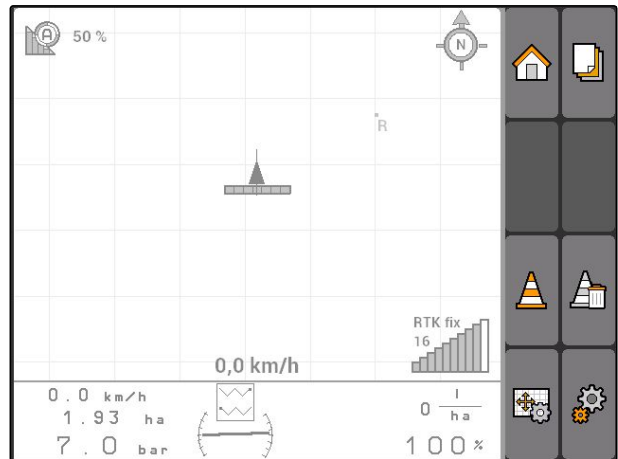 A 50 %
N
R
RTK fix
16
0,0 km/h
0.0 km/h
1.93 ha
7.0 bar
0 l/ha
100%